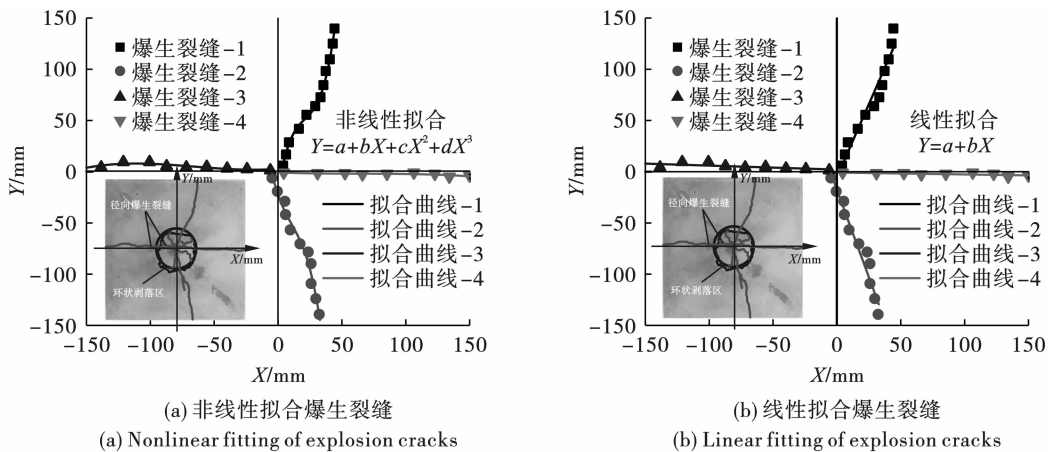 150
100
50
0
-50
-100
-150
Y/mm
爆生裂缝-1
爆生裂缝-2
爆生裂缝-3
爆生裂缝-4
非线性拟合
Y=a+bX+cX²+dX³
Y/mm
径向爆生裂缝
X/mm
环状剥落区
拟合曲线-1
拟合曲线-2
拟合曲线-3
拟合曲线-4
-150 -100 -50 0 50 100 150
X/mm
(a) 非线性拟合爆生裂缝
(a) Nonlinear fitting of explosion cracks
150
100
50
0
-50
-100
-150
Y/mm
爆生裂缝-1
爆生裂缝-2
爆生裂缝-3
爆生裂缝-4
线性拟合
Y=a+bX
Y/mm
径向爆生裂缝
X/mm
环状剥落区
拟合曲线-1
拟合曲线-2
拟合曲线-3
拟合曲线-4
-150 -100 -50 0 50 100 150
X/mm
(b) 线性拟合爆生裂缝
(b) Linear fitting of explosion cracks